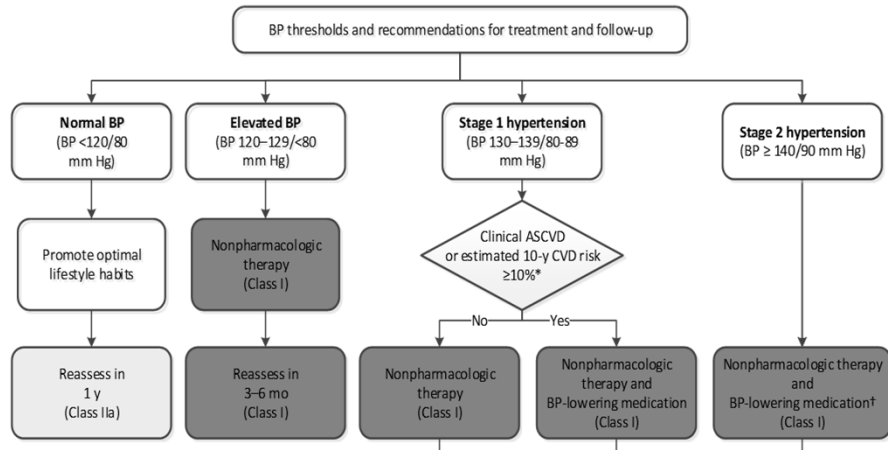 BP thresholds and recommendations for treatment and follow-up
Normal BP
(BP <120/80
mm Hg)
Elevated BP
(BP 120–129/<80
mm Hg)
Stage 1 hypertension
(BP 130–139/80-89
mm Hg)
Stage 2 hypertension
(BP ≥ 140/90 mm Hg)
Promote optimal
lifestyle habits
Nonpharmacologic
therapy
(Class I)
Clinical ASCVD
or estimated 10-y CVD risk
≥10%*
No
Yes
Reassess in
1 y
(Class IIa)
Reassess in
3–6 mo
(Class I)
Nonpharmacologic
therapy
(Class I)
Nonpharmacologic
therapy and
BP-lowering medication
(Class I)
Nonpharmacologic therapy
and
BP-lowering medication†
(Class I)